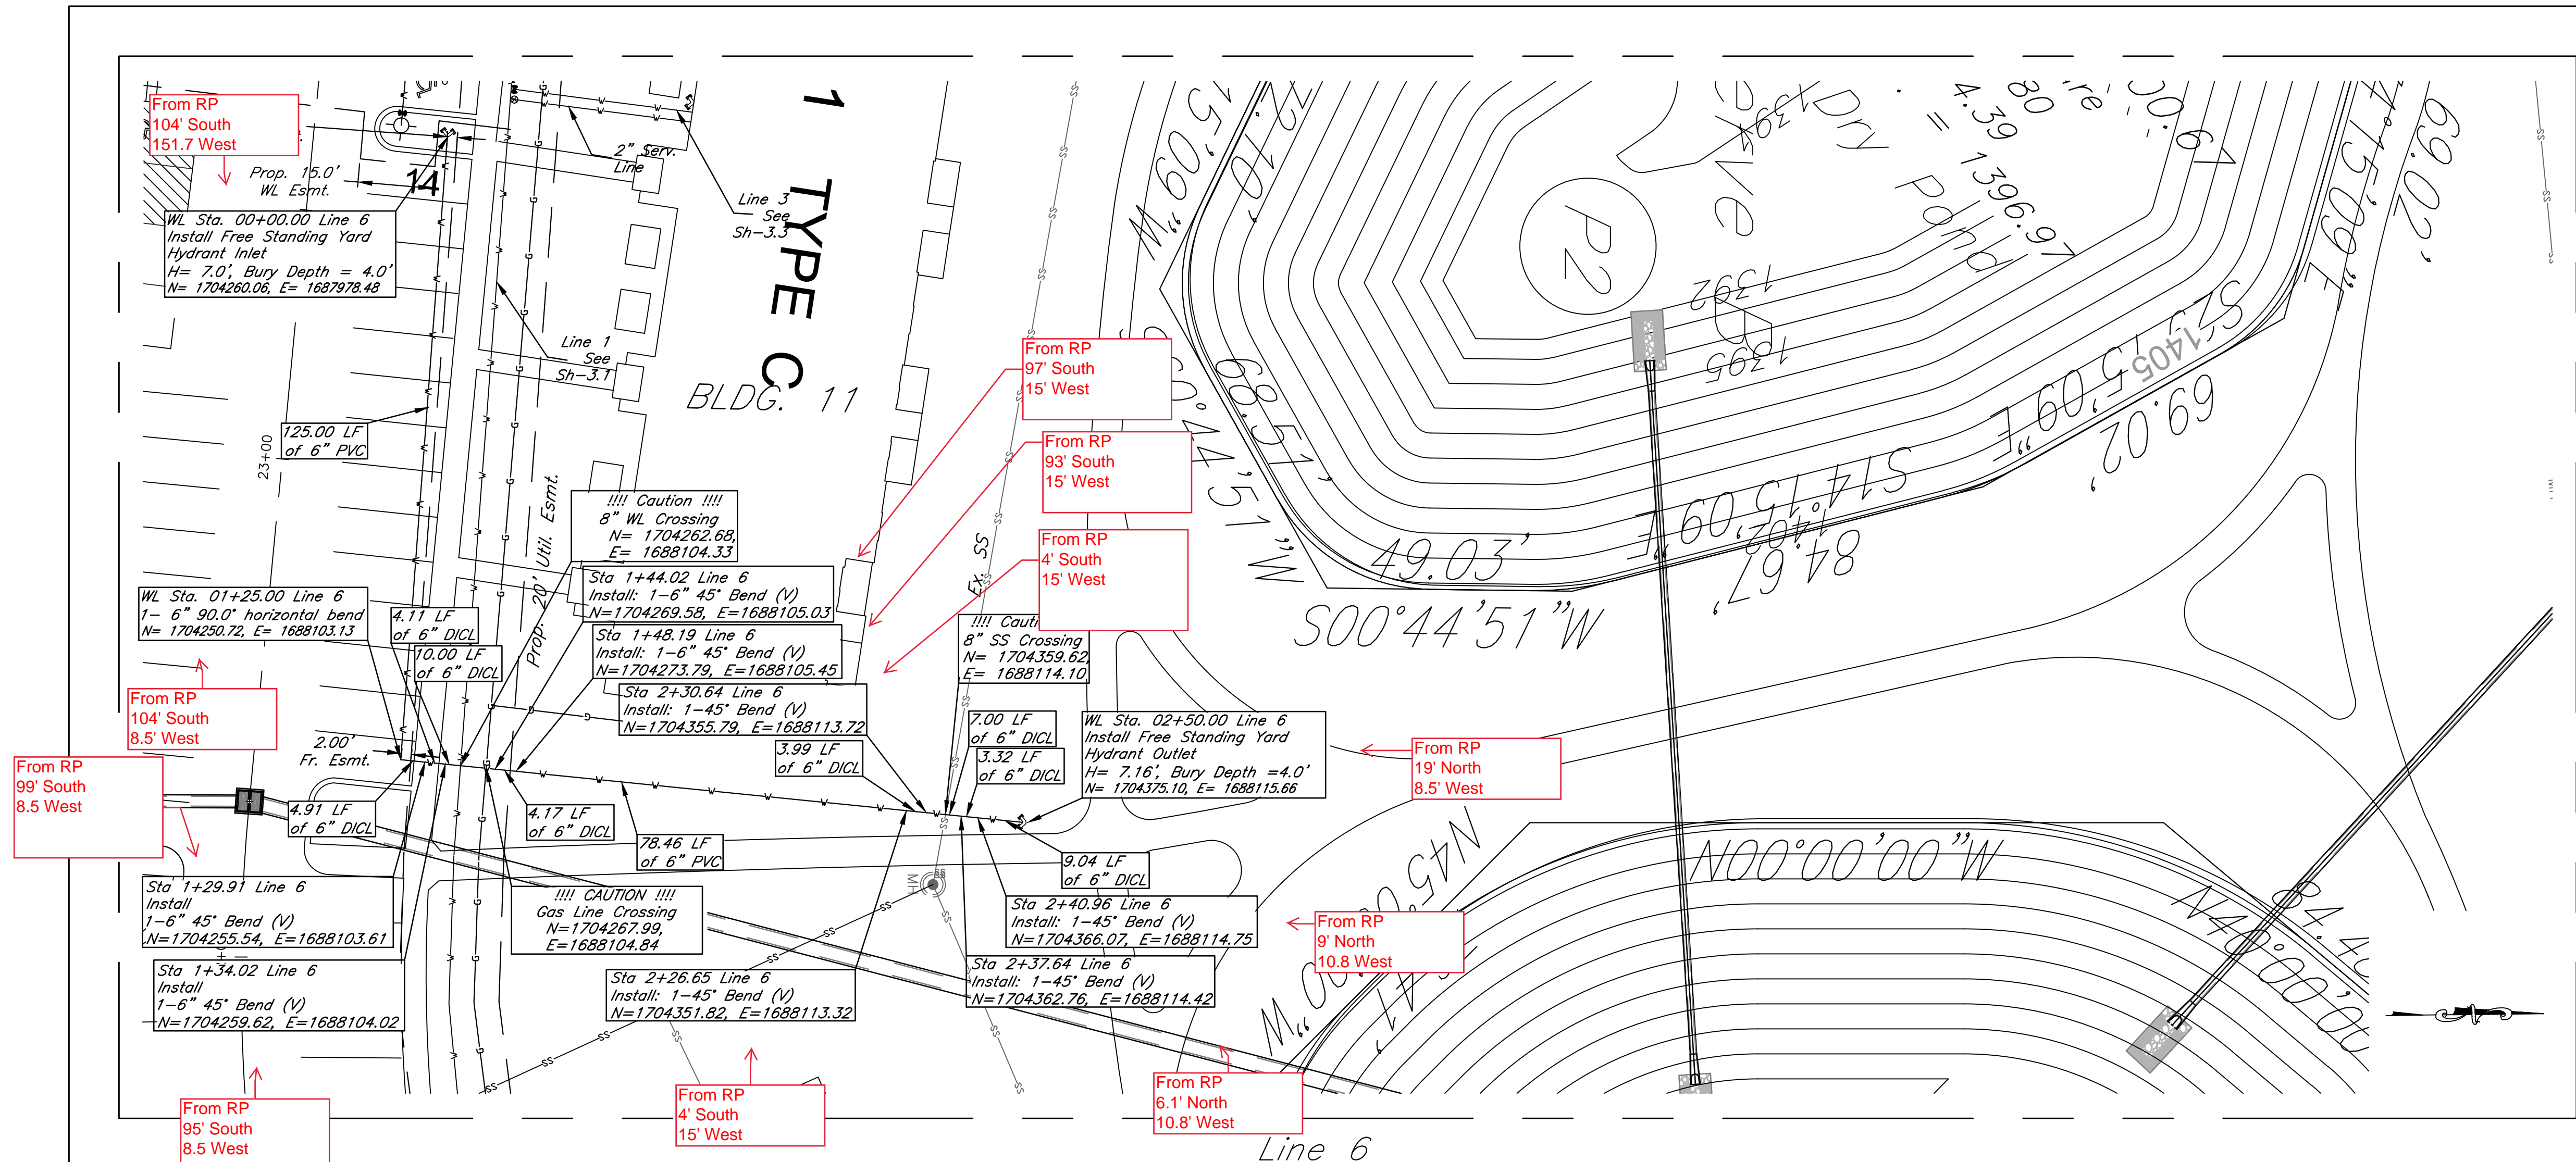 From RP
104' South
151.7 West
Prop. 15.0'
WL Esmt.
14
WL Sta. 00+00.00 Line 6
Install Free Standing Yard
Hydrant Inlet
H= 7.0', Bury Depth = 4.0'
N= 1704260.06, E= 1687978.48
2" Serv.
Line
Line 3
See
Sh-3.3
1 TYPE C
Line 1
See
Sh-3.1
BLDG. 11
125.00 LF
of 6" PVC
23+00
Prop. 20' Util. Esmt.
!!!! Caution !!!!
8" WL Crossing
N= 1704262.68,
E= 1688104.33
Sta 1+44.02 Line 6
Install: 1-6" 45° Bend (V)
N=1704269.58, E=1688105.03
Sta 1+48.19 Line 6
Install: 1-6" 45° Bend (V)
N=1704273.79, E=1688105.45
Sta 2+30.64 Line 6
Install: 1-45° Bend (V)
N=1704355.79, E=1688113.72
WL Sta. 01+25.00 Line 6
1- 6" 90.0° horizontal bend
N= 1704250.72, E= 1688103.13
4.11 LF
of 6" DICL
10.00 LF
of 6" DICL
From RP
97' South
15' West
From RP
93' South
15' West
From RP
4' South
15' West
Ex. SS
!!!! Cauti
8" SS Crossing
N= 1704359.62,
E= 1688114.10
7.00 LF
of 6" DICL
3.32 LF
of 6" DICL
3.99 LF
of 6" DICL
WL Sta. 02+50.00 Line 6
Install Free Standing Yard
Hydrant Outlet
H= 7.16', Bury Depth =4.0'
N= 1704375.10, E= 1688115.66
From RP
19' North
8.5' West
From RP
104' South
8.5' West
2.00'
Fr. Esmt.
From RP
99' South
8.5 West
4.91 LF
of 6" DICL
4.17 LF
of 6" DICL
78.46 LF
of 6" PVC
9.04 LF
of 6" DICL
MH
Sta 1+29.91 Line 6
Install
1-6" 45° Bend (V)
N=1704255.54, E=1688103.61
!!!! CAUTION !!!!
Gas Line Crossing
N=1704267.99,
E=1688104.84
Sta 2+40.96 Line 6
Install: 1-45° Bend (V)
N=1704366.07, E=1688114.75
From RP
9' North
10.8 West
Sta 1+34.02 Line 6
Install
1-6" 45° Bend (V)
N=1704259.62, E=1688104.02
Sta 2+26.65 Line 6
Install: 1-45° Bend (V)
N=1704351.82, E=1688113.32
Sta 2+37.64 Line 6
Install: 1-45° Bend (V)
N=1704362.76, E=1688114.42
From RP
95' South
8.5 West
From RP
4' South
15' West
From RP
6.1' North
10.8' West
P2
Dry Pond
= 1396.97
4.39
1392
1395
1405
68.51'
49.03'
S00°44'51"W
S14°15'09"E
84.67'
69.02'
69.02'
N00°00'00"W
Line 6